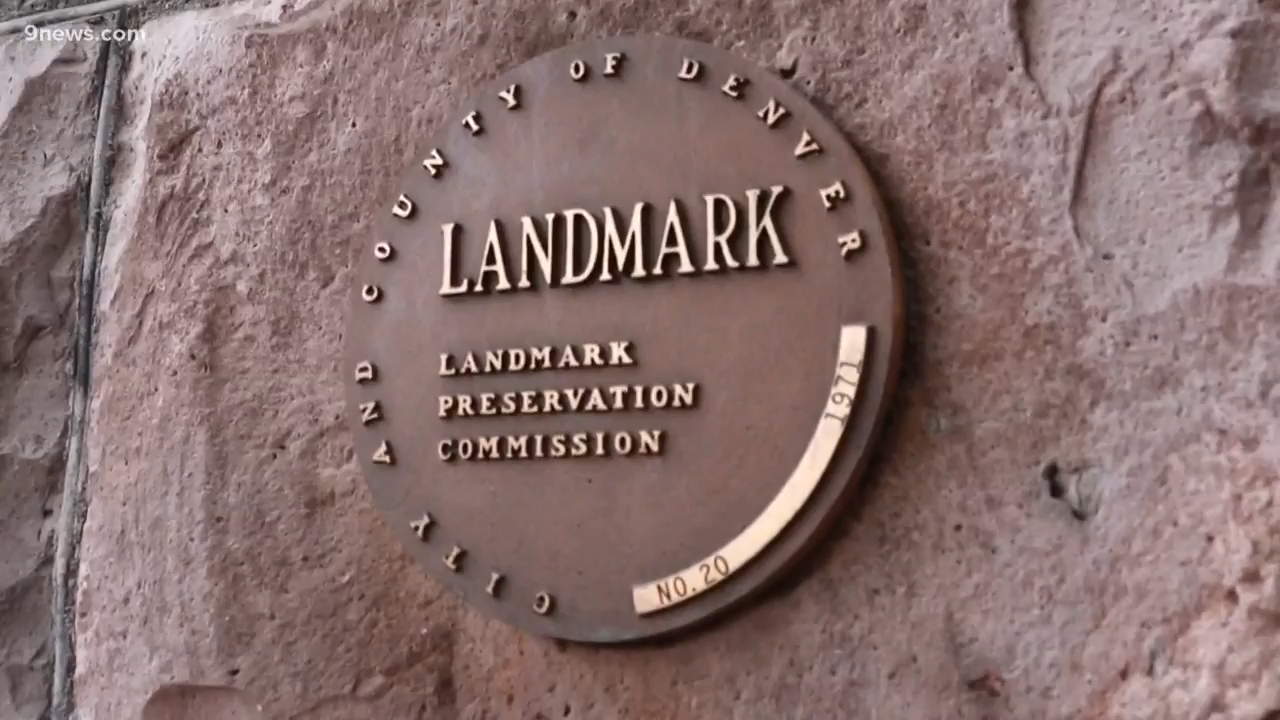 9news.com
CITY AND COUNTY OF DENVER
LANDMARK
LANDMARK
PRESERVATION
COMMISSION
NO. 20
1971